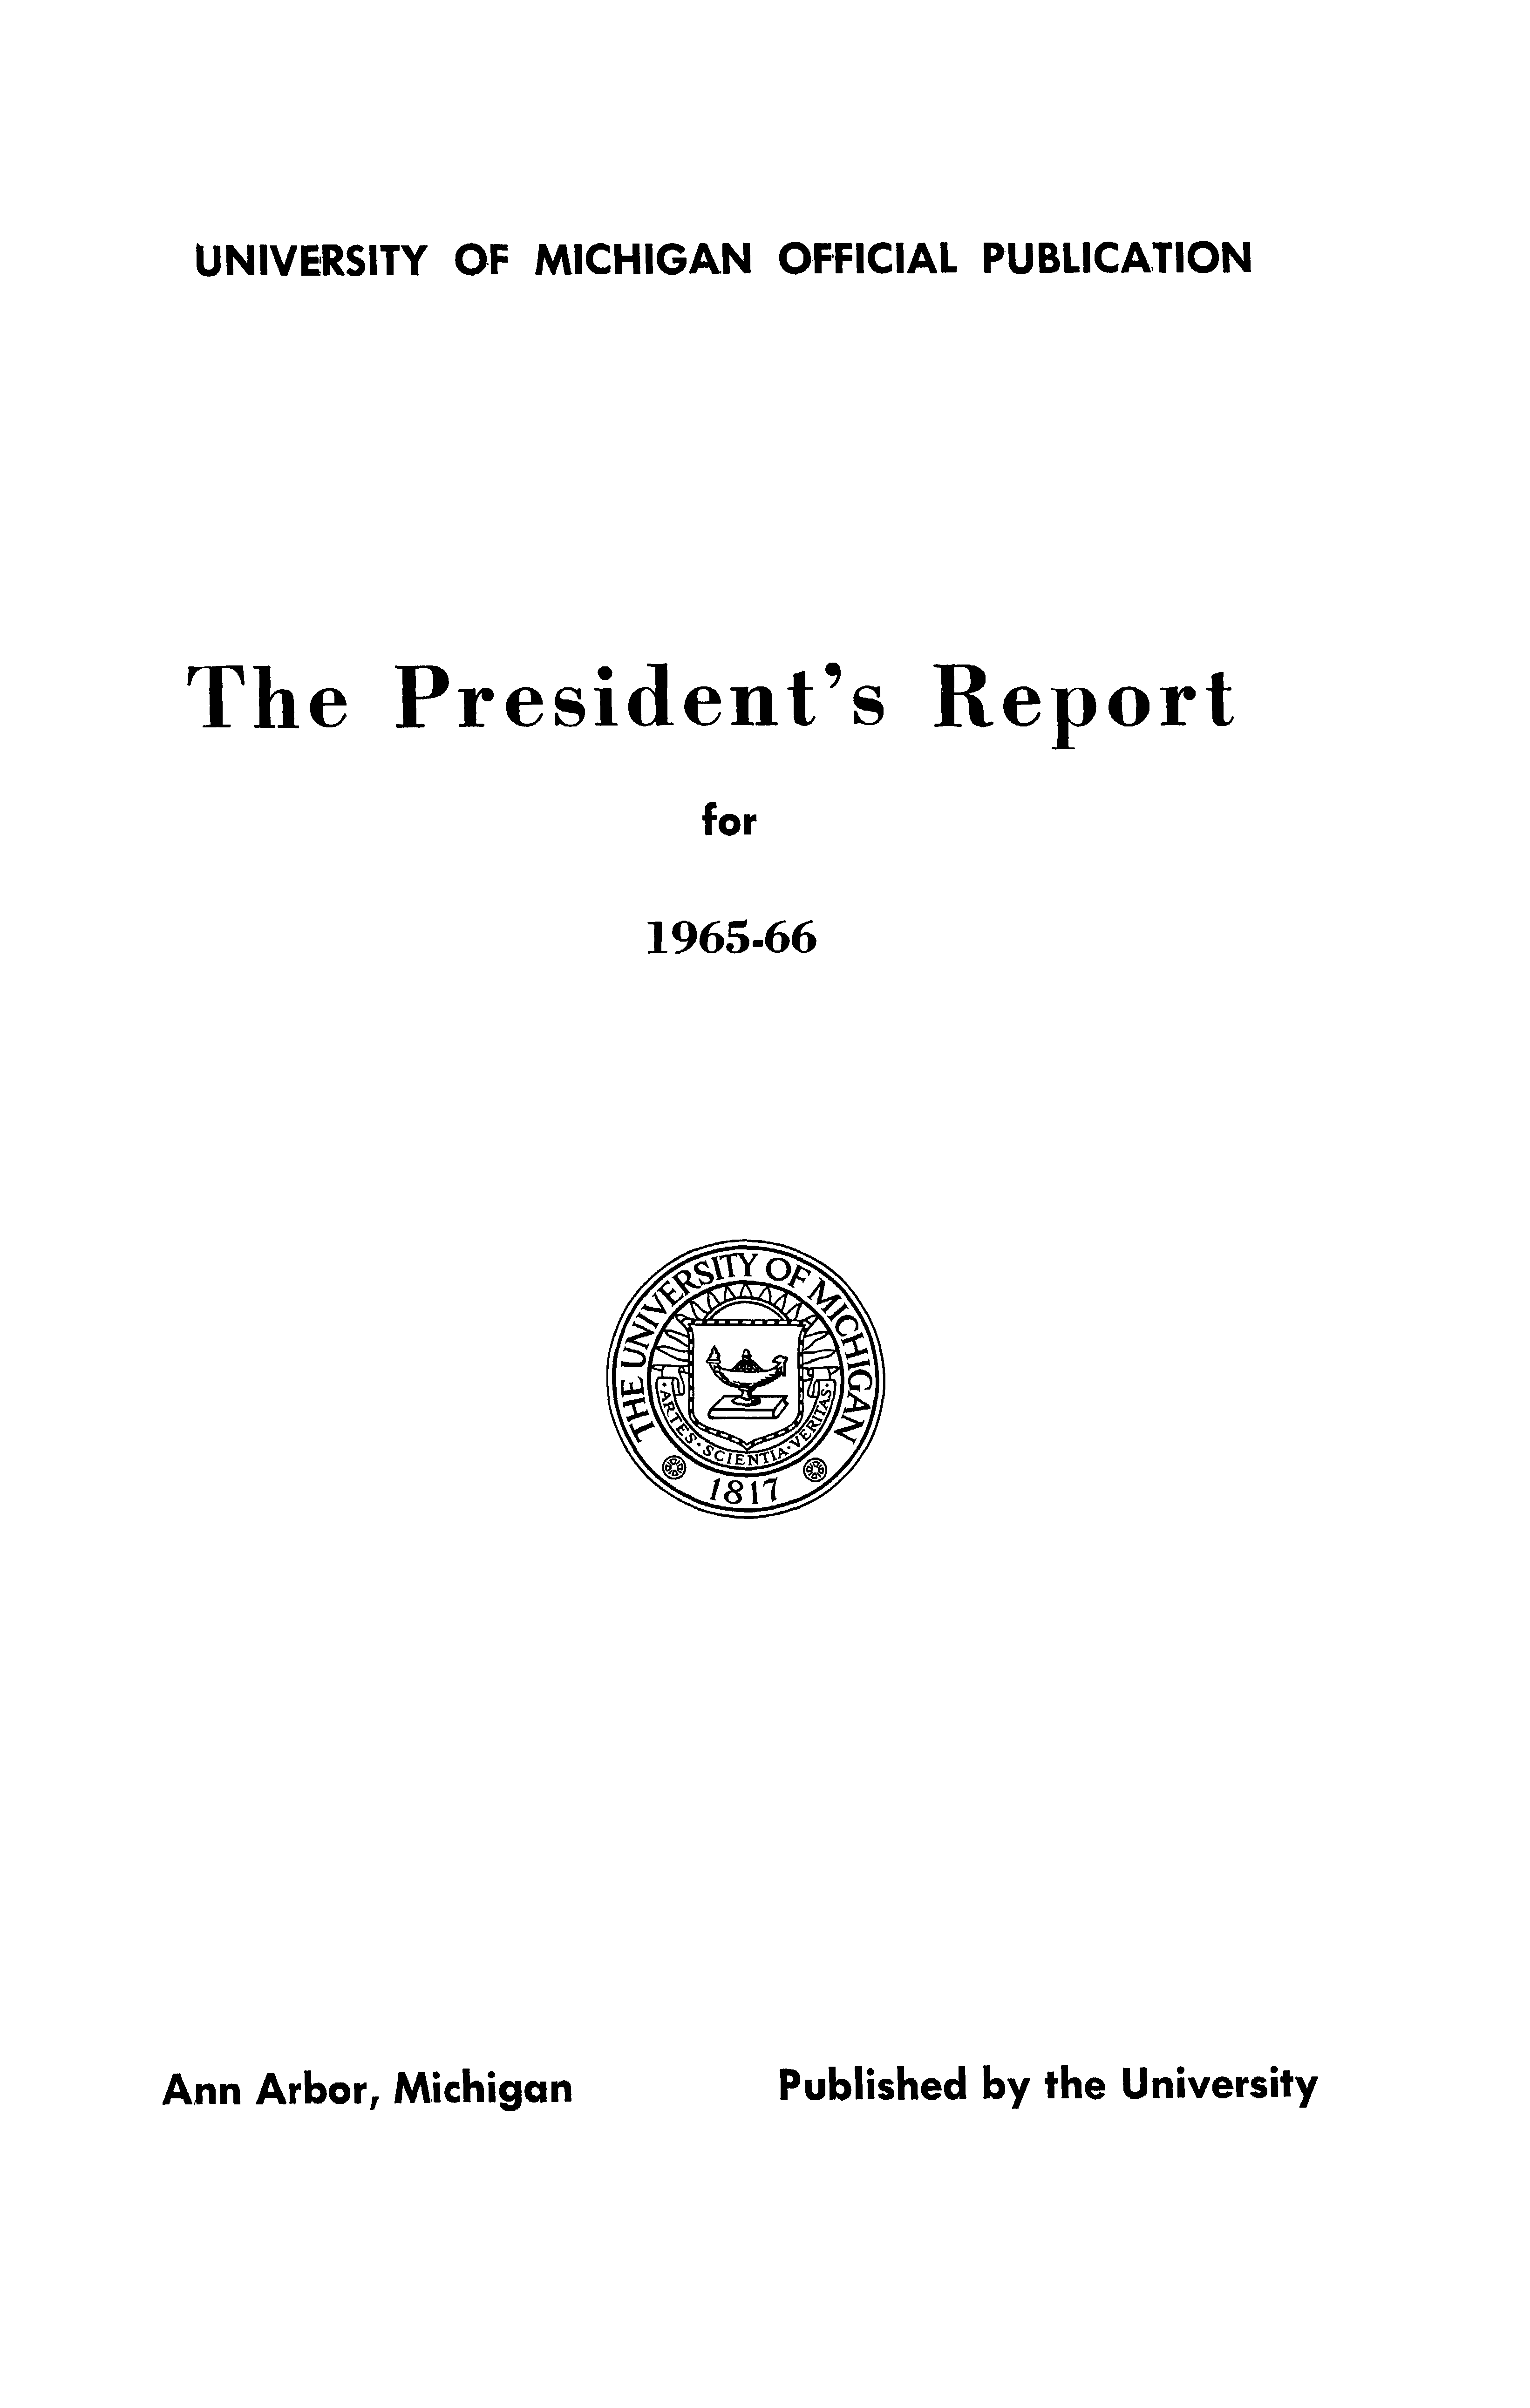 UNIVERSITY OF MICHIGAN OFFICIAL PUBLICATION
The President's Report
for
1965-66
THE UNIVERSITY OF MICHIGAN
ARTES · SCIENTIA · VERITAS
1817
Ann Arbor, Michigan
Published by the University